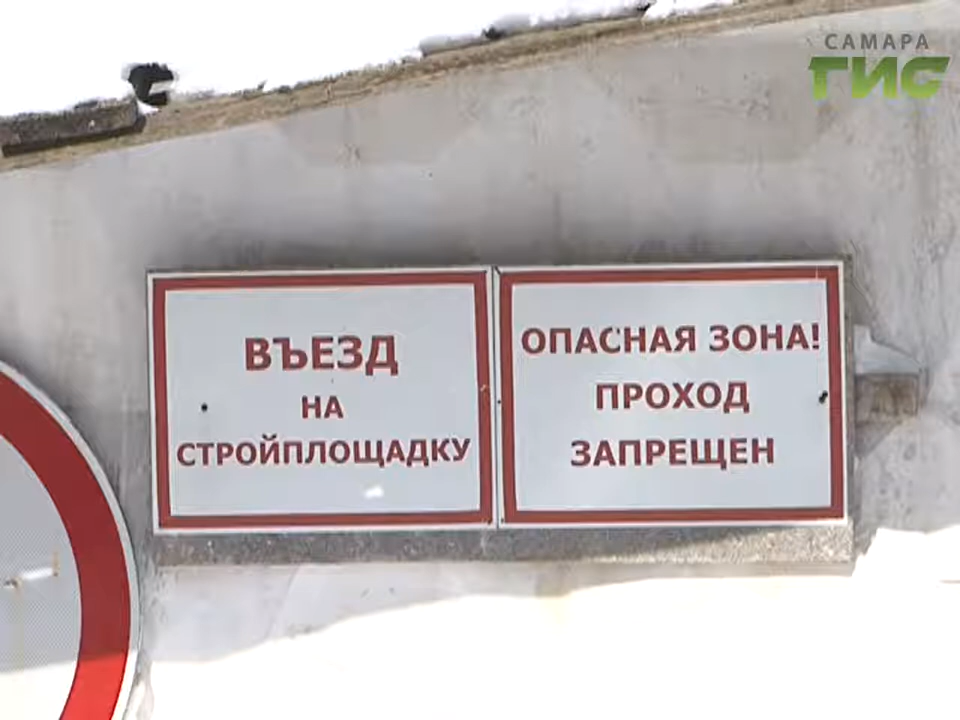 САМАРА
ГИС
ВЪЕЗД
НА
СТРОЙПЛОЩАДКУ
ОПАСНАЯ ЗОНА!
ПРОХОД
ЗАПРЕЩЕН